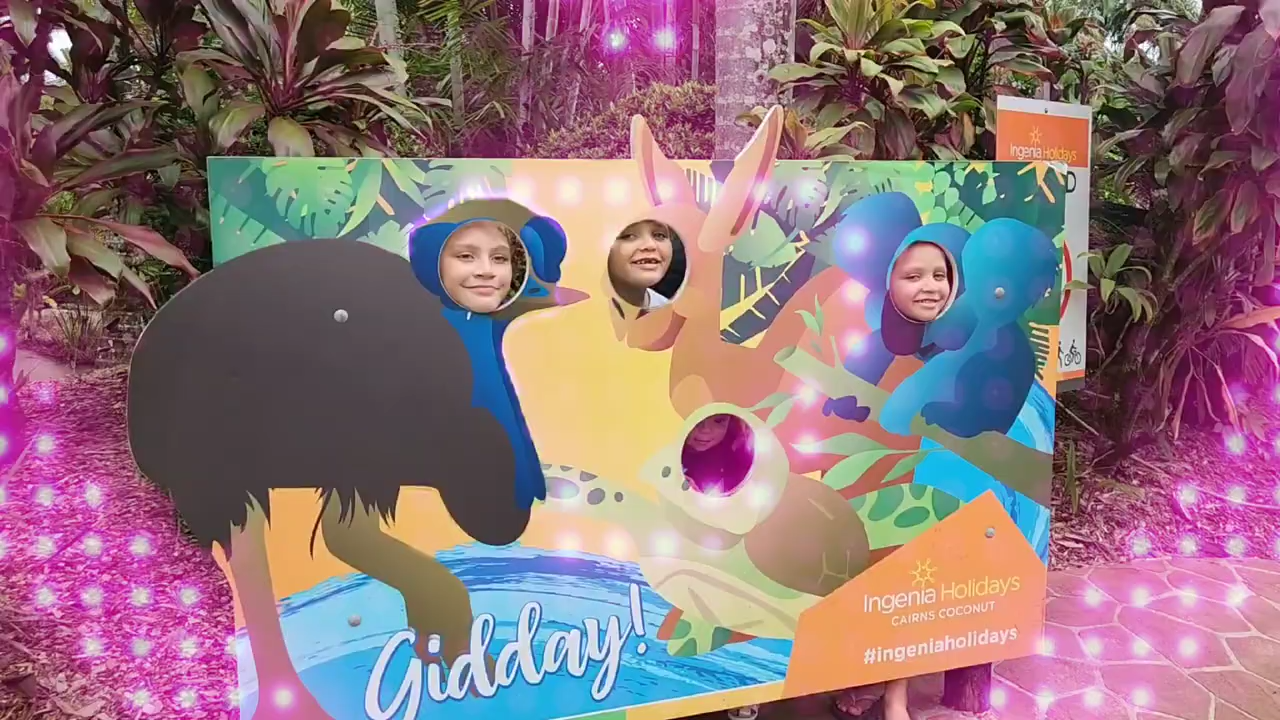 Ingenia Holidays
D
Gidday!
Ingenia Holidays
CAIRNS COCONUT
#ingeniaholidays